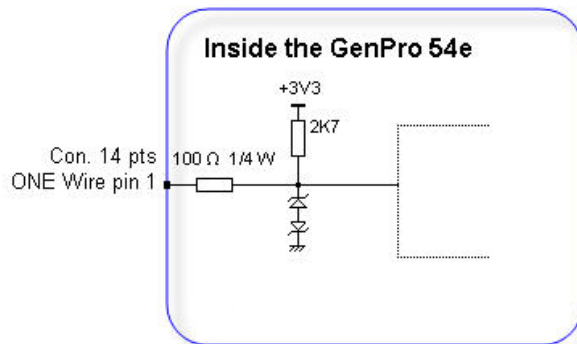 Inside the GenPro 54e
+3V3
2K7
Con. 14 pts
100 Ω 1/4 W
ONE Wire pin 1